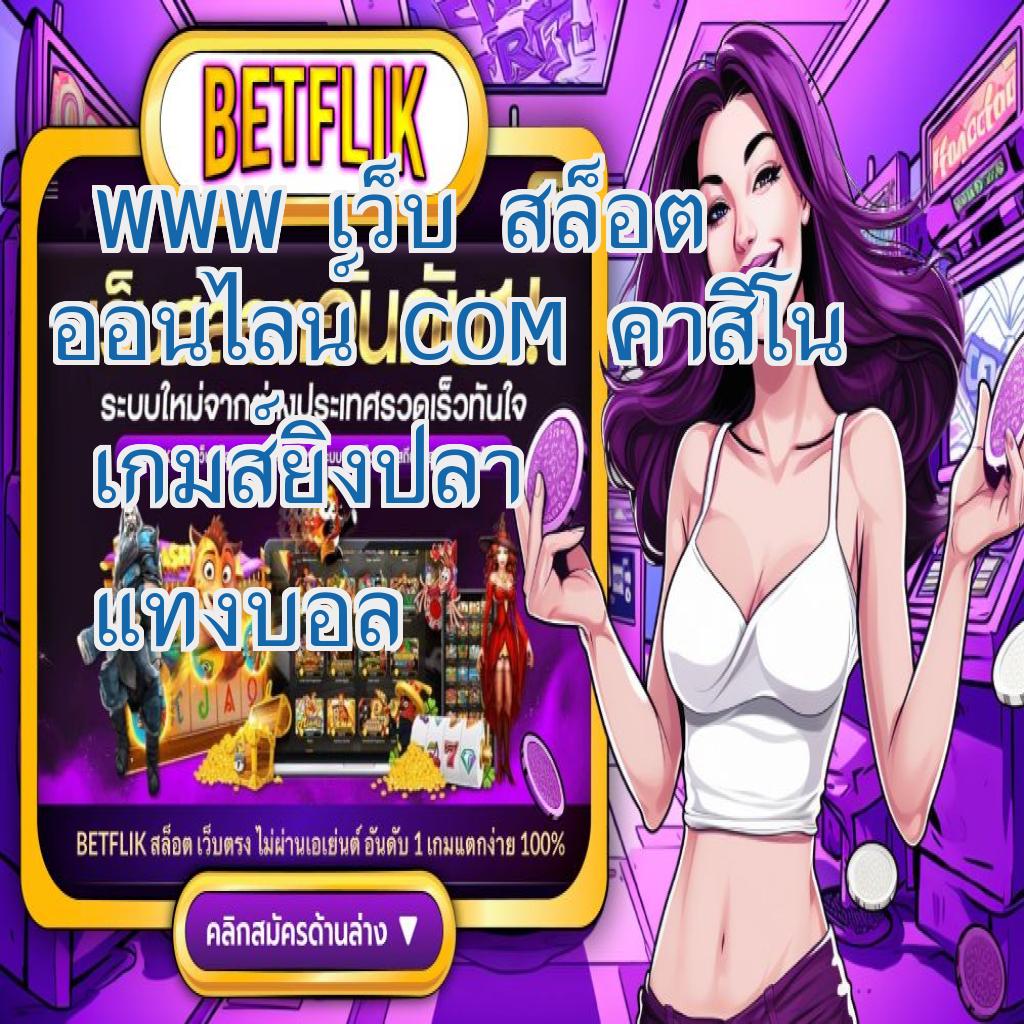 BETFLIK
WWW เว็บ สล็อต
ออนไลน์ COM คาสิโน
ระบบใหม่จากต่างประเทศรวดเร็วทันใจ
เกมส์ยิงปลา
แทงบอล
BETFLIK สล็อต เว็บตรง ไม่ผ่านเอเย่นต์ อันดับ 1 เกมแตกง่าย 100%
คลิกสมัครด้านล่าง ▼